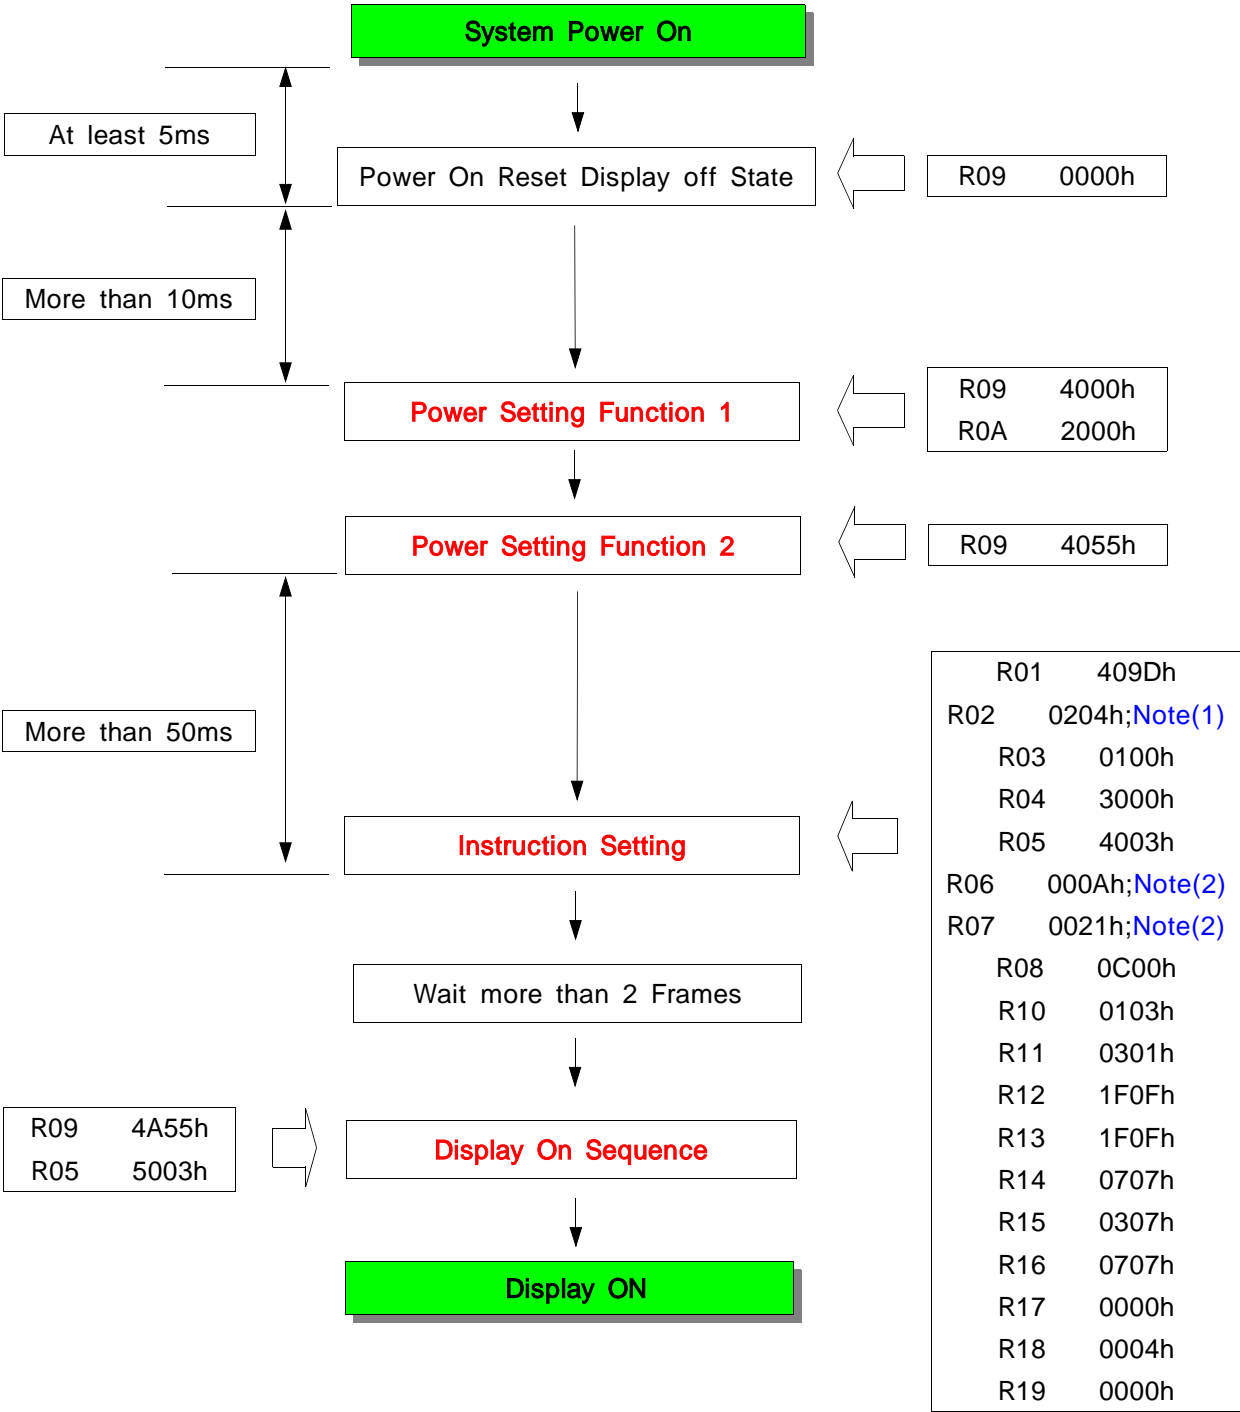 System Power On
At least 5ms
Power On Reset Display off State
R09 0000h
More than 10ms
Power Setting Function 1
R09 4000h
R0A 2000h
Power Setting Function 2
R09 4055h
More than 50ms
Instruction Setting
R01 409Dh
R02 0204h;Note(1)
R03 0100h
R04 3000h
R05 4003h
R06 000Ah;Note(2)
R07 0021h;Note(2)
R08 0C00h
R10 0103h
R11 0301h
R12 1F0Fh
R13 1F0Fh
R14 0707h
R15 0307h
R16 0707h
R17 0000h
R18 0004h
R19 0000h
Wait more than 2 Frames
R09 4A55h
R05 5003h
Display On Sequence
Display ON